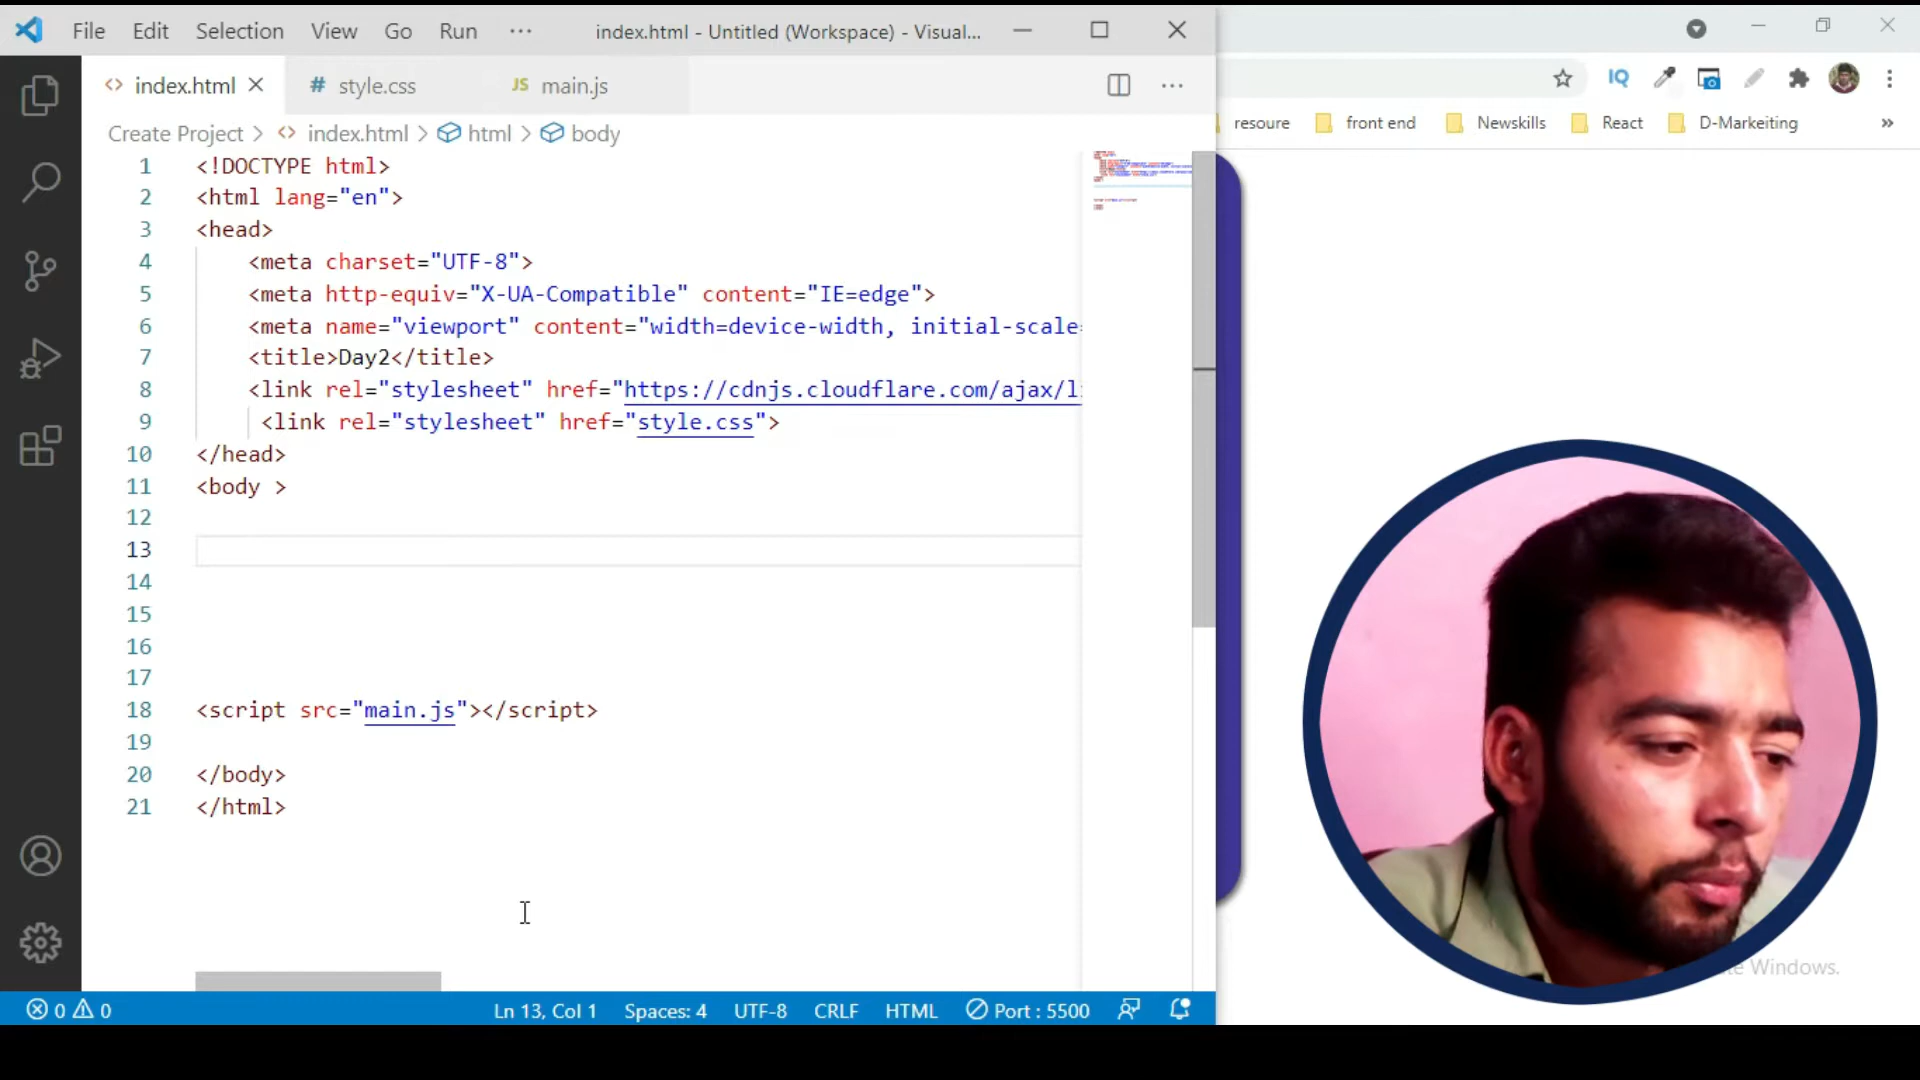 File Edit Selection View Go Run ··· index.html - Untitled (Workspace) - Visual...
<> index.html # style.css JS main.js ···
Create Project > <> index.html > html > body
resoure front end Newskills React D-Markeiting »
IQ
1 <!DOCTYPE html>
2 <html lang="en">
3 <head>
4 <meta charset="UTF-8">
5 <meta http-equiv="X-UA-Compatible" content="IE=edge">
6 <meta name="viewport" content="width=device-width, initial-scale=
7 <title>Day2</title>
8 <link rel="stylesheet" href="https://cdnjs.cloudflare.com/ajax/l
9 <link rel="stylesheet" href="style.css">
10 </head>
11 <body >
12
13
14
15
16
17
18 <script src="main.js"></script>
19
20 </body>
21 </html>
Windows.
0 0 Ln 13, Col 1 Spaces: 4 UTF-8 CRLF HTML Port : 5500